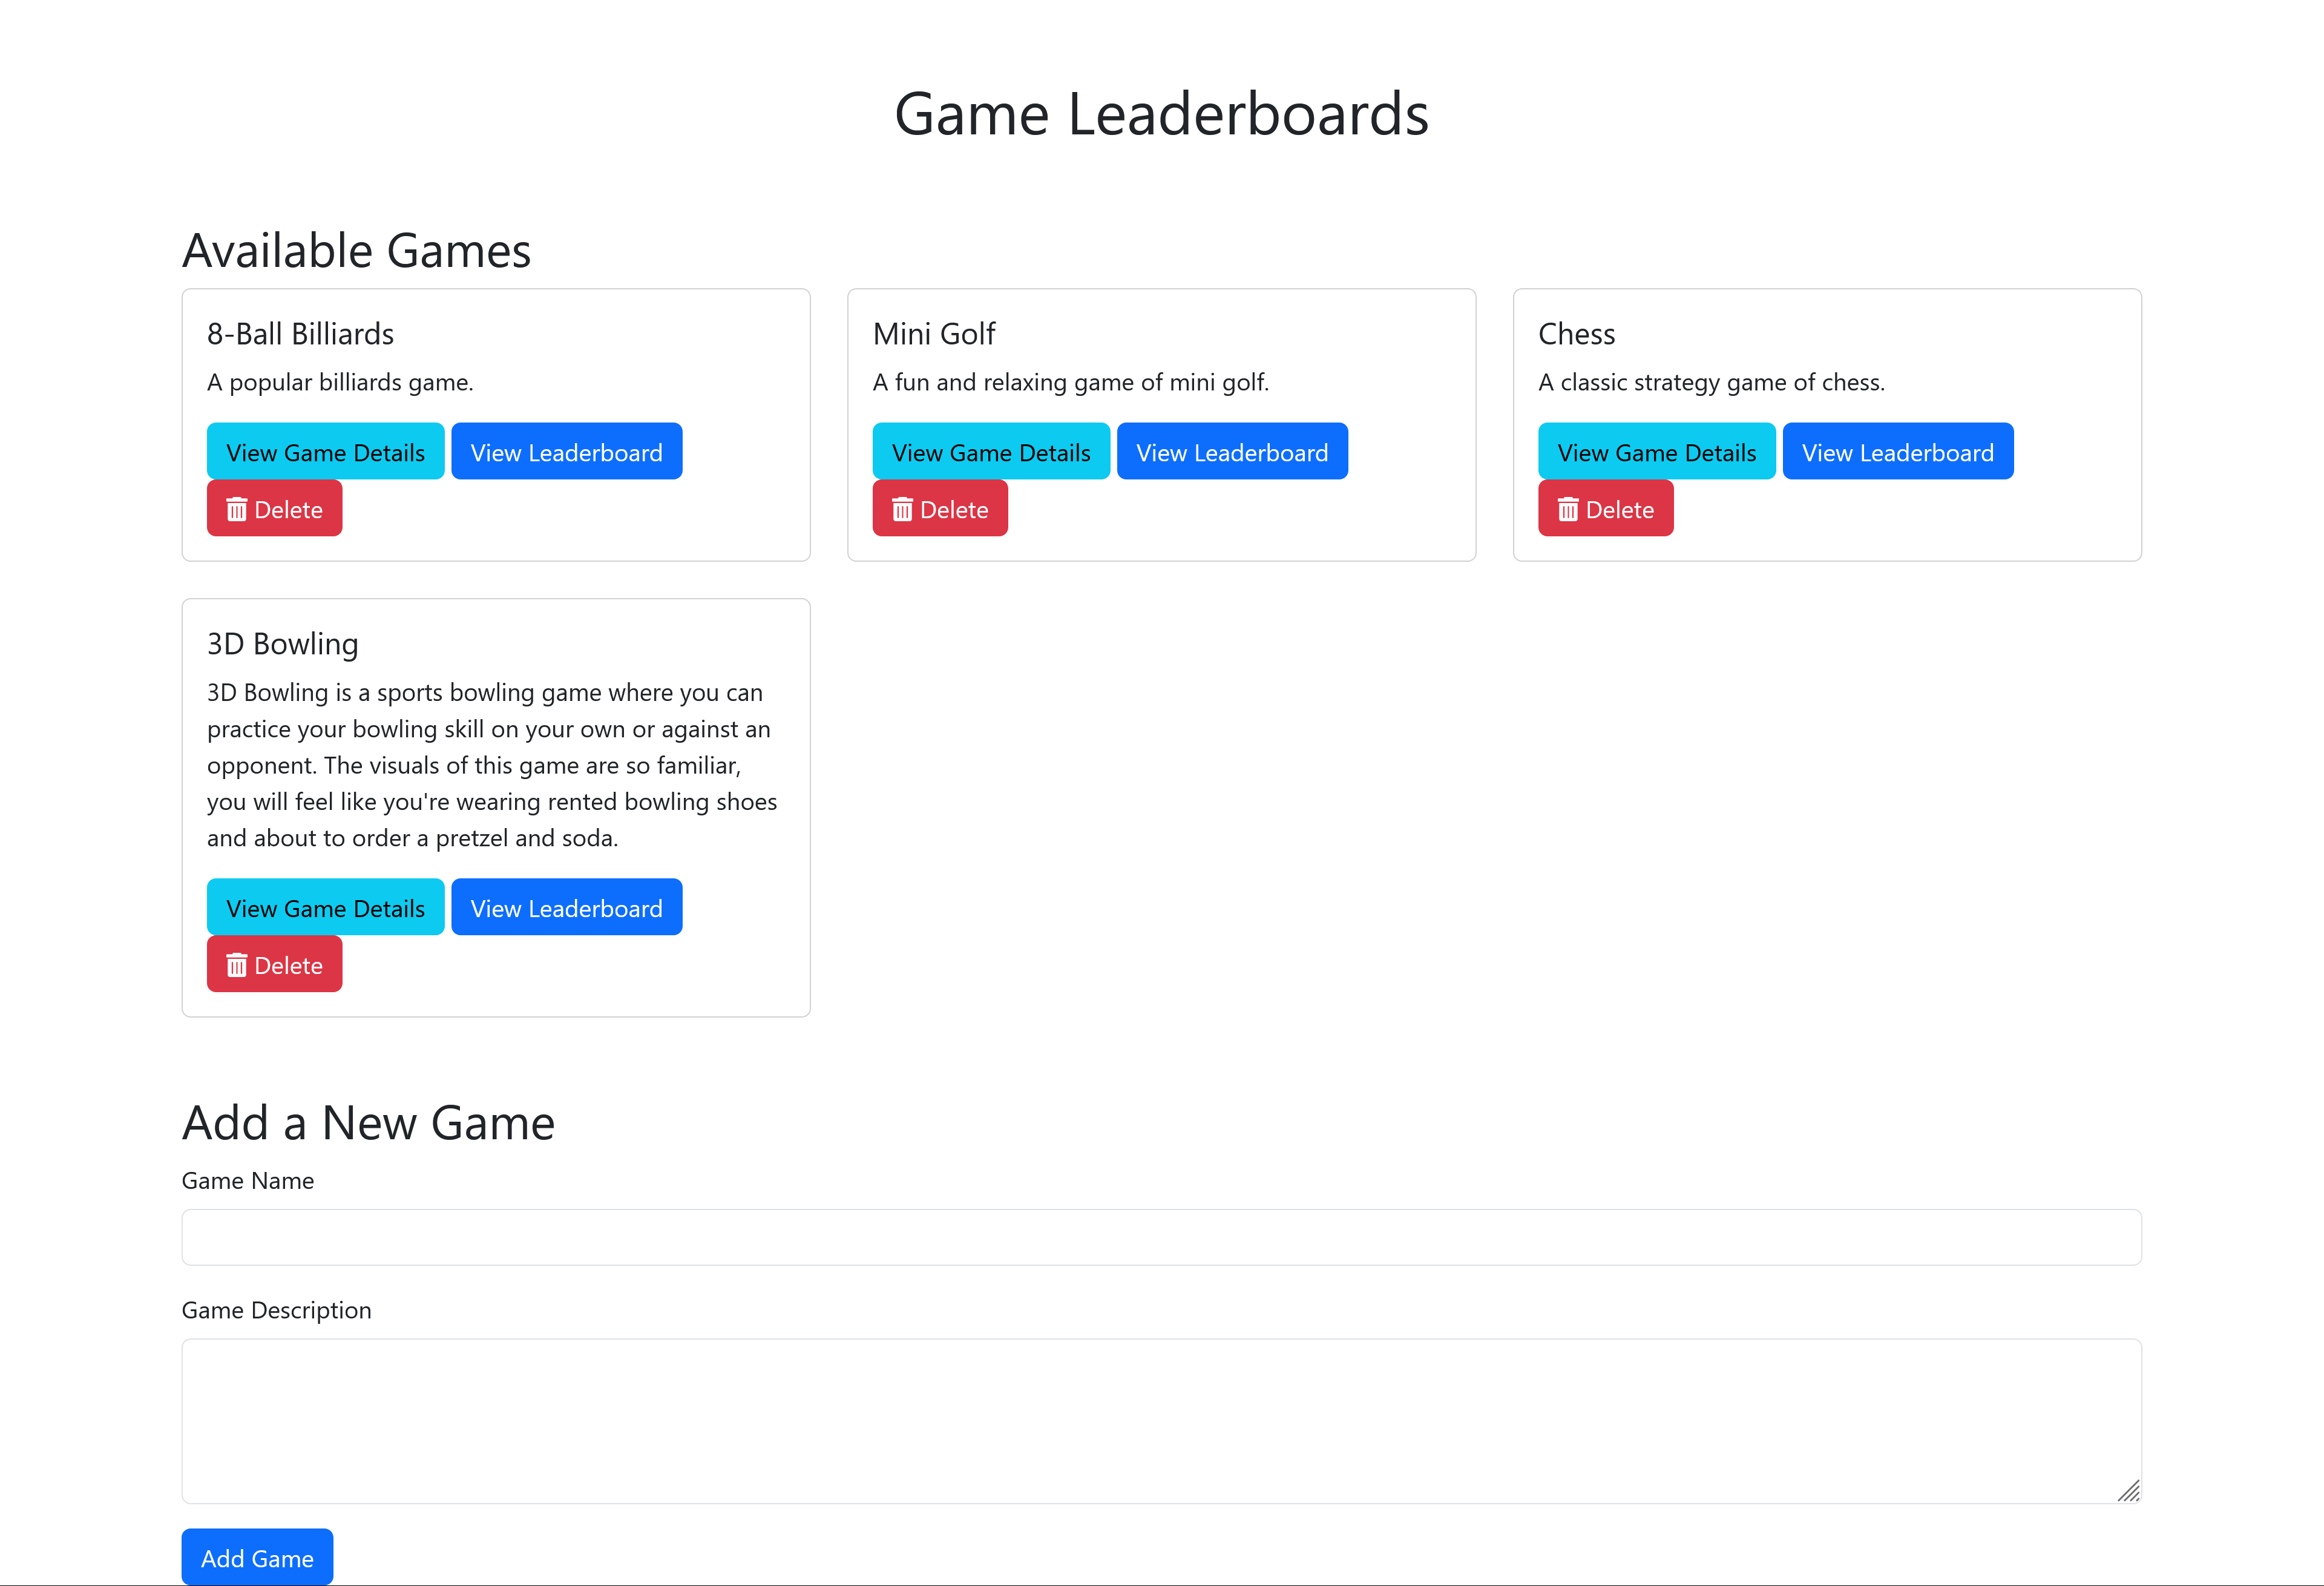 Game Leaderboards
Available Games
8-Ball Billiards
A popular billiards game.
View Game Details
View Leaderboard
Delete
Mini Golf
A fun and relaxing game of mini golf.
View Game Details
View Leaderboard
Delete
Chess
A classic strategy game of chess.
View Game Details
View Leaderboard
Delete
3D Bowling
3D Bowling is a sports bowling game where you can
practice your bowling skill on your own or against an
opponent. The visuals of this game are so familiar,
you will feel like you're wearing rented bowling shoes
and about to order a pretzel and soda.
View Game Details
View Leaderboard
Delete
Add a New Game
Game Name
Game Description
Add Game